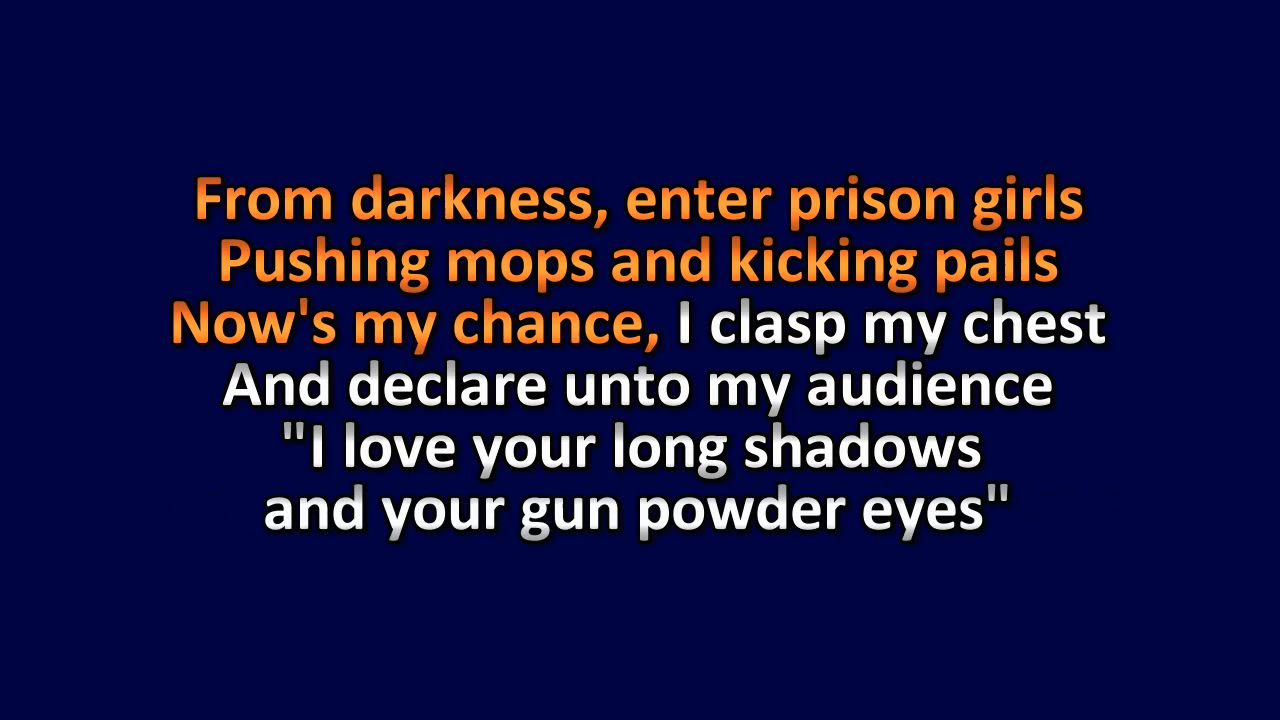 From darkness, enter prison girls
Pushing mops and kicking pails
Now's my chance, I clasp my chest
And declare unto my audience
"I love your long shadows
and your gun powder eyes"